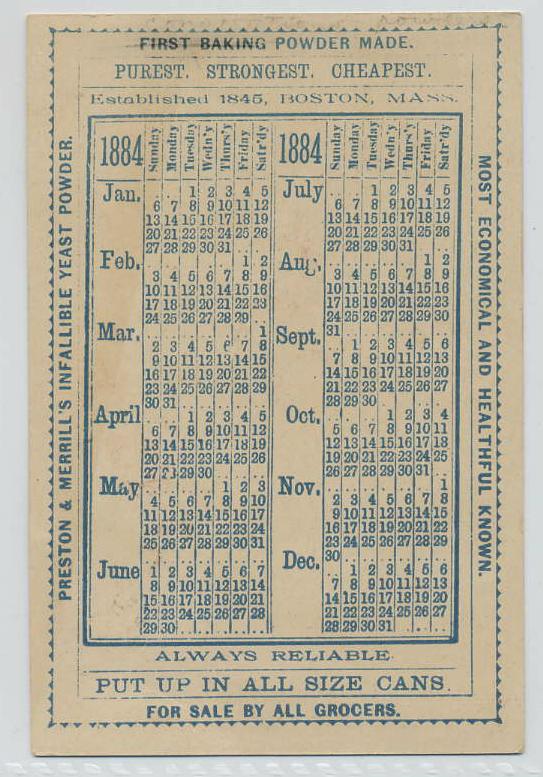 FIRST BAKING POWDER MADE.
PUREST. STRONGEST. CHEAPEST.
Established 1845, BOSTON, MASS.
PRESTON & MERRILL'S INFALLIBLE YEAST POWDER.
1884 Sunday Monday Tuesday Wedn'y Thurs'y Friday Satr'dy
Jan. .. .. 1 2 3 4 5
6 7 8 9 10 11 12
13 14 15 16 17 18 19
20 21 22 23 24 25 26
27 28 29 30 31 .. ..
Feb. .. .. .. .. .. 1 2
3 4 5 6 7 8 9
10 11 12 13 14 15 16
17 18 19 20 21 22 23
24 25 26 27 28 29 ..
Mar. .. .. .. .. .. .. 1
2 3 4 5 6 7 8
9 10 11 12 13 14 15
16 17 18 19 20 21 22
23 24 25 26 27 28 29
30 31 .. .. .. .. ..
April .. .. 1 2 3 4 5
6 7 8 9 10 11 12
13 14 15 16 17 18 19
20 21 22 23 24 25 26
27 28 29 30 .. .. ..
May .. .. .. .. 1 2 3
4 5 6 7 8 9 10
11 12 13 14 15 16 17
18 19 20 21 22 23 24
25 26 27 28 29 30 31
June 1 2 3 4 5 6 7
8 9 10 11 12 13 14
15 16 17 18 19 20 21
22 23 24 25 26 27 28
29 30 .. .. .. .. ..
1884 Sunday Monday Tuesday Wedn'y Thurs'y Friday Satr'dy
July .. .. 1 2 3 4 5
6 7 8 9 10 11 12
13 14 15 16 17 18 19
20 21 22 23 24 25 26
27 28 29 30 31 .. ..
Aug. .. .. .. .. .. 1 2
3 4 5 6 7 8 9
10 11 12 13 14 15 16
17 18 19 20 21 22 23
24 25 26 27 28 29 30
31 .. .. .. .. .. ..
Sept. .. 1 2 3 4 5 6
7 8 9 10 11 12 13
14 15 16 17 18 19 20
21 22 23 24 25 26 27
28 29 30 .. .. .. ..
Oct. .. .. .. 1 2 3 4
5 6 7 8 9 10 11
12 13 14 15 16 17 18
19 20 21 22 23 24 25
26 27 28 29 30 31 ..
Nov. .. .. .. .. .. .. 1
2 3 4 5 6 7 8
9 10 11 12 13 14 15
16 17 18 19 20 21 22
23 24 25 26 27 28 29
30 .. .. .. .. .. ..
Dec. .. 1 2 3 4 5 6
7 8 9 10 11 12 13
14 15 16 17 18 19 20
21 22 23 24 25 26 27
28 29 30 31 .. .. ..
MOST ECONOMICAL AND HEALTHFUL KNOWN.
ALWAYS RELIABLE.
PUT UP IN ALL SIZE CANS.
FOR SALE BY ALL GROCERS.